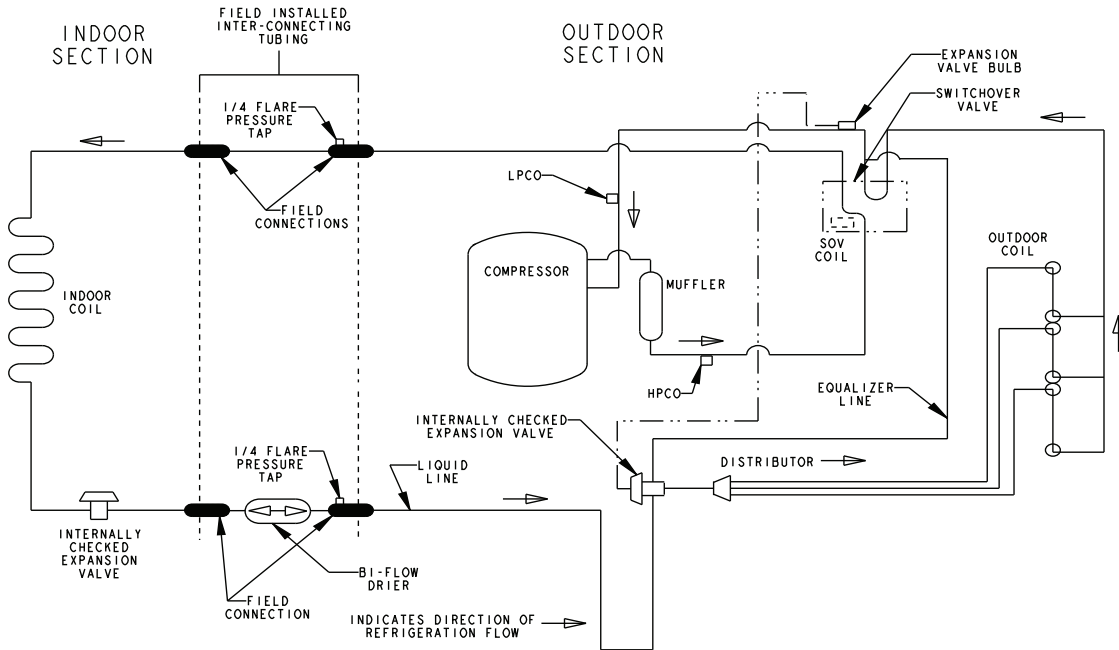 INDOOR
SECTION
FIELD INSTALLED
INTER-CONNECTING
TUBING
OUTDOOR
SECTION
EXPANSION
VALVE BULB
SWITCHOVER
VALVE
1/4 FLARE
PRESSURE
TAP
LPCO
FIELD
CONNECTIONS
SOV
COIL
OUTDOOR
COIL
COMPRESSOR
MUFFLER
INDOOR
COIL
HPCO
EQUALIZER
LINE
INTERNALLY CHECKED
EXPANSION VALVE
1/4 FLARE
PRESSURE
TAP
LIQUID
LINE
DISTRIBUTOR
INTERNALLY
CHECKED
EXPANSION
VALVE
BI-FLOW
DRIER
FIELD
CONNECTION
INDICATES DIRECTION OF
REFRIGERATION FLOW